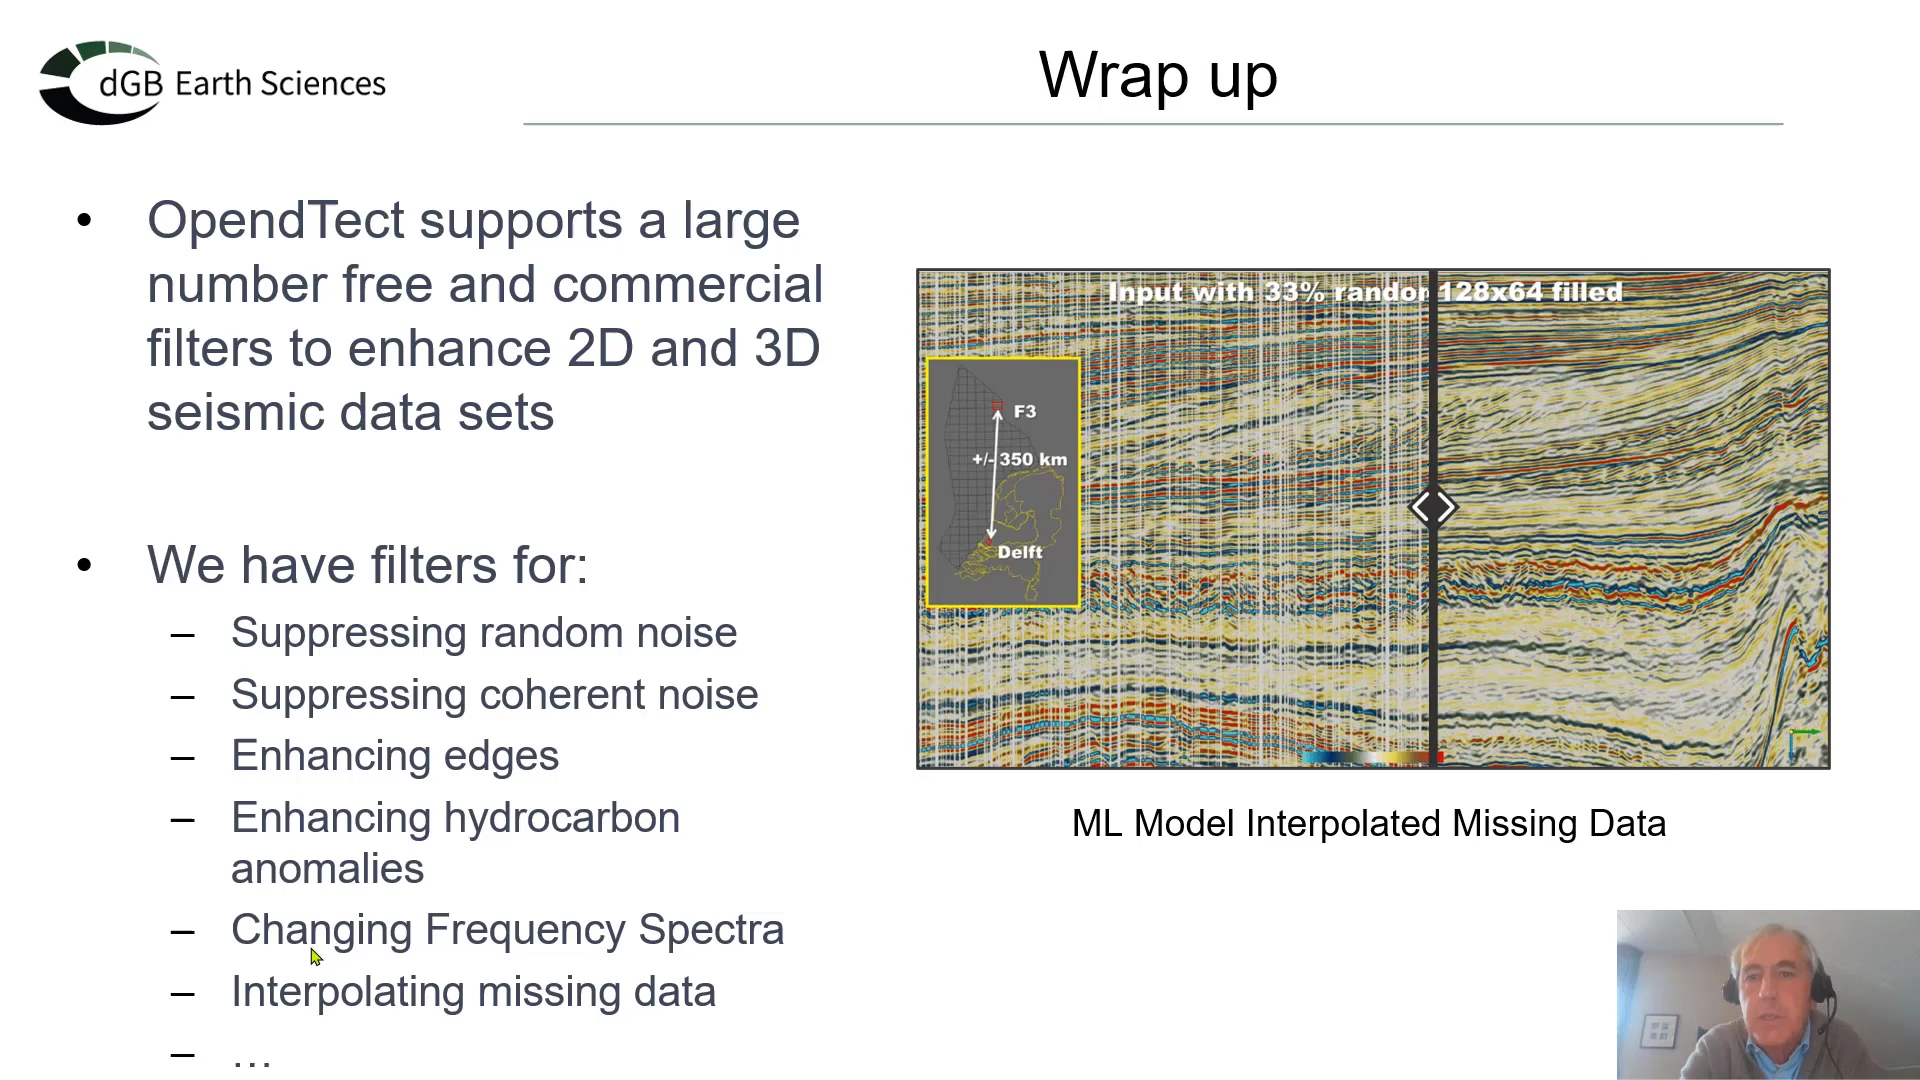 dGB Earth Sciences
Wrap up
• OpendTect supports a large
number free and commercial
filters to enhance 2D and 3D
seismic data sets
• We have filters for:
– Suppressing random noise
– Suppressing coherent noise
– Enhancing edges
– Enhancing hydrocarbon
anomalies
– Changing Frequency Spectra
– Interpolating missing data
– …
Input with 33% randor 128x64 filled
F3
+/- 350 km
Delft
ML Model Interpolated Missing Data